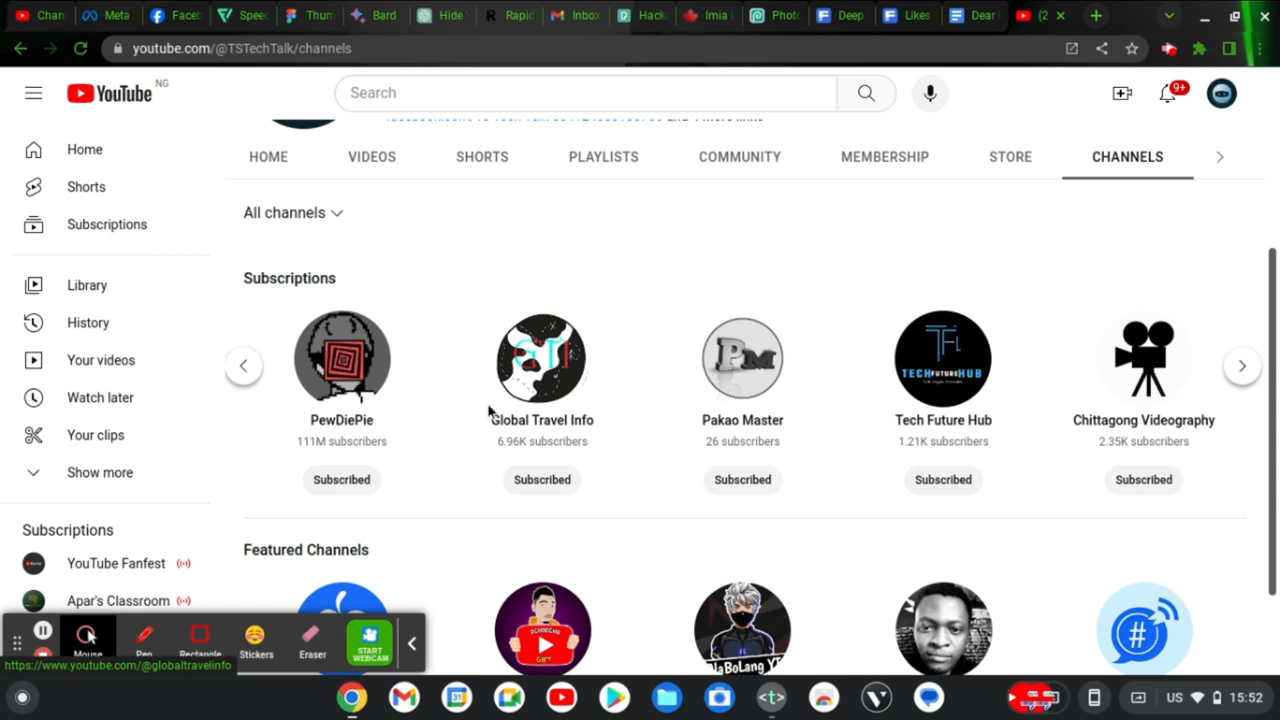 Chan
Meta
Faceb
Speec
Thum
Bard
Hide
Rapid
Inbox
Hack
Imia
Photo
Deep
Likes
Dear
(2
youtube.com/@TSTechTalk/channels
YouTube NG
Search
9+
Home
Shorts
Subscriptions
Library
History
Your videos
Watch later
Your clips
Show more
Subscriptions
YouTube Fanfest
Apar's Classroom
HOME VIDEOS SHORTS PLAYLISTS COMMUNITY MEMBERSHIP STORE CHANNELS
All channels
Subscriptions
GTI
PM
TFI
TECHFUTUREHUB
PewDiePie
111M subscribers
Subscribed
Global Travel Info
6.96K subscribers
Subscribed
Pakao Master
26 subscribers
Subscribed
Tech Future Hub
1.21K subscribers
Subscribed
Chittagong Videography
2.35K subscribers
Subscribed
Featured Channels
#
Mouse
Pen
Rectangle
Stickers
Eraser
START
WEBCAM
https://www.youtube.com/@globaltravelinfo
US
15:52